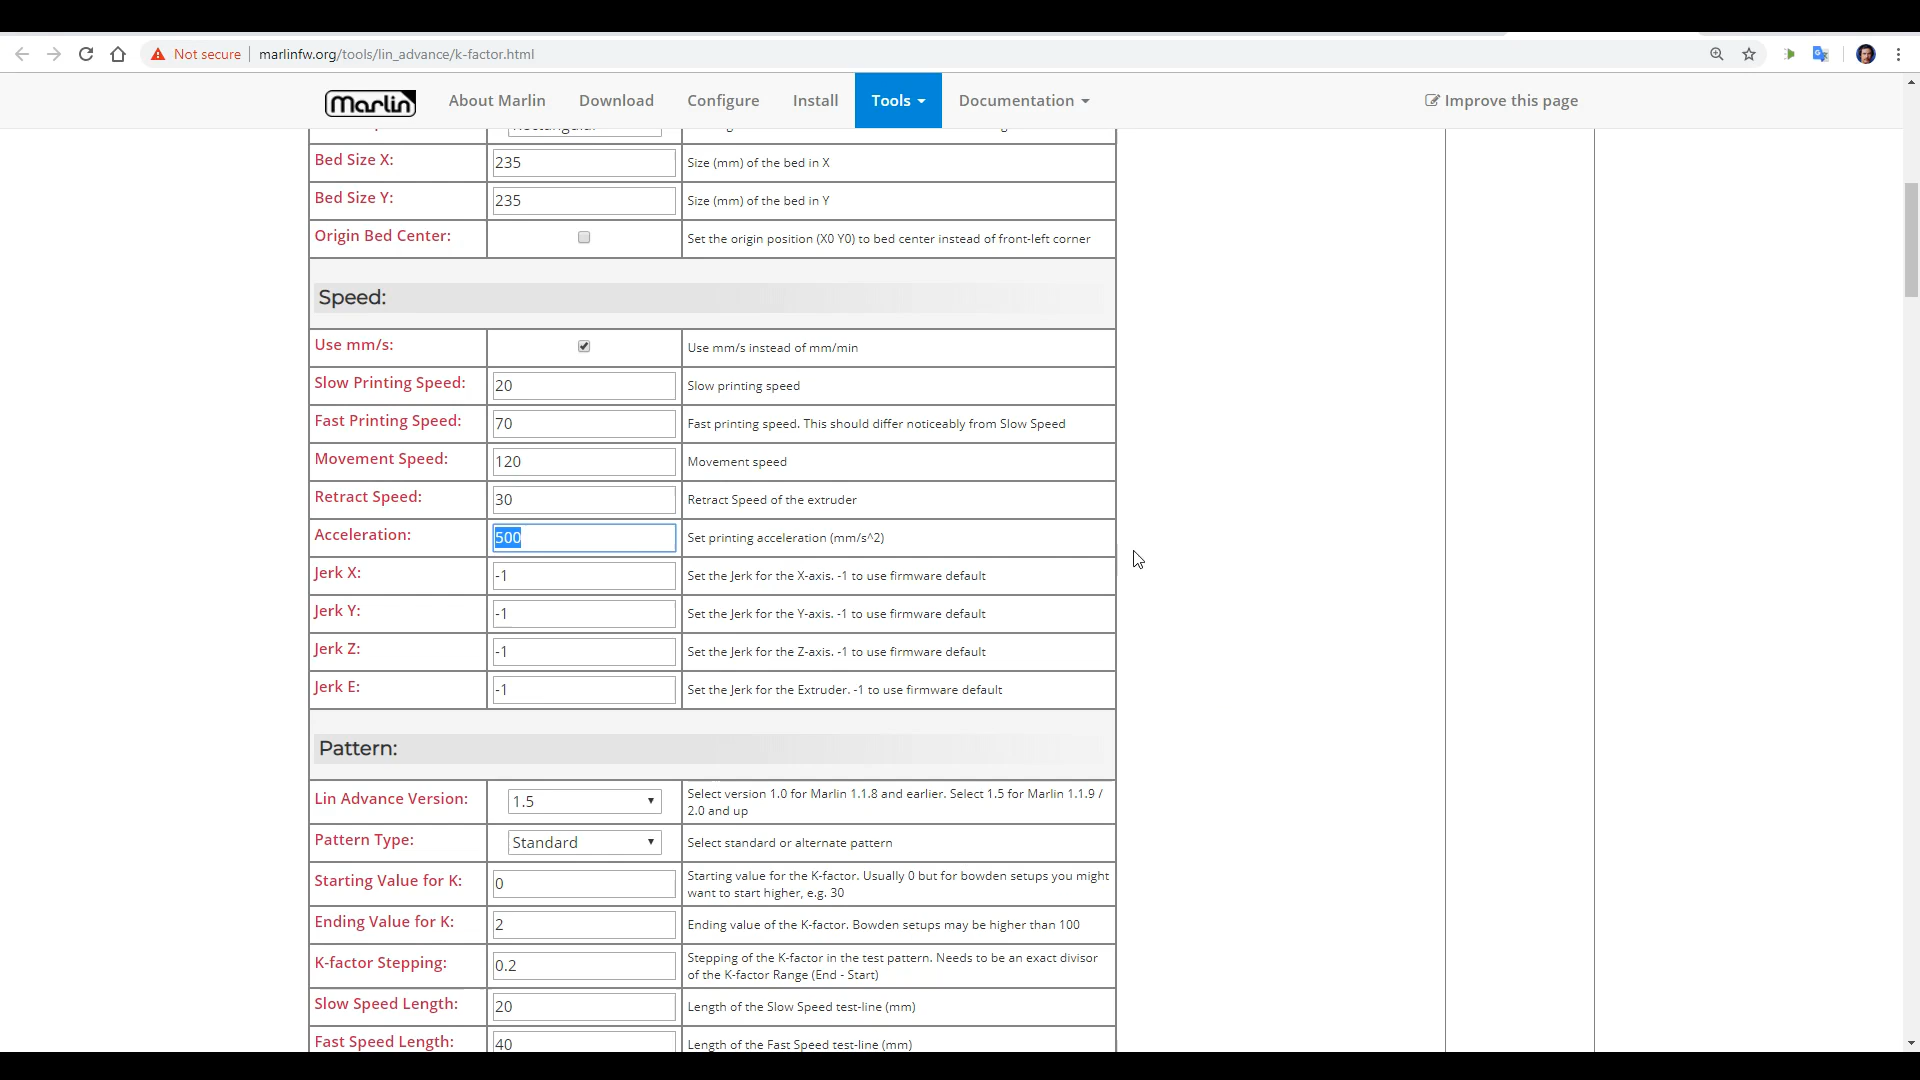 Not secure marlinfw.org/tools/lin_advance/k-factor.html
Marlin About Marlin Download Configure Install Tools Documentation Improve this page
Rectangular
Bed Size X: 235 Size (mm) of the bed in X
Bed Size Y: 235 Size (mm) of the bed in Y
Origin Bed Center: Set the origin position (X0 Y0) to bed center instead of front-left corner
Speed:
Use mm/s: Use mm/s instead of mm/min
Slow Printing Speed: 20 Slow printing speed
Fast Printing Speed: 70 Fast printing speed. This should differ noticeably from Slow Speed
Movement Speed: 120 Movement speed
Retract Speed: 30 Retract Speed of the extruder
Acceleration: 500 Set printing acceleration (mm/s^2)
Jerk X: -1 Set the Jerk for the X-axis. -1 to use firmware default
Jerk Y: -1 Set the Jerk for the Y-axis. -1 to use firmware default
Jerk Z: -1 Set the Jerk for the Z-axis. -1 to use firmware default
Jerk E: -1 Set the Jerk for the Extruder. -1 to use firmware default
Pattern:
Lin Advance Version: 1.5 Select version 1.0 for Marlin 1.1.8 and earlier. Select 1.5 for Marlin 1.1.9 /
2.0 and up
Pattern Type: Standard Select standard or alternate pattern
Starting Value for K: 0 Starting value for the K-factor. Usually 0 but for bowden setups you might
want to start higher, e.g. 30
Ending Value for K: 2 Ending value of the K-factor. Bowden setups may be higher than 100
K-factor Stepping: 0.2 Stepping of the K-factor in the test pattern. Needs to be an exact divisor
of the K-factor Range (End - Start)
Slow Speed Length: 20 Length of the Slow Speed test-line (mm)
Fast Speed Length: 40 Length of the Fast Speed test-line (mm)